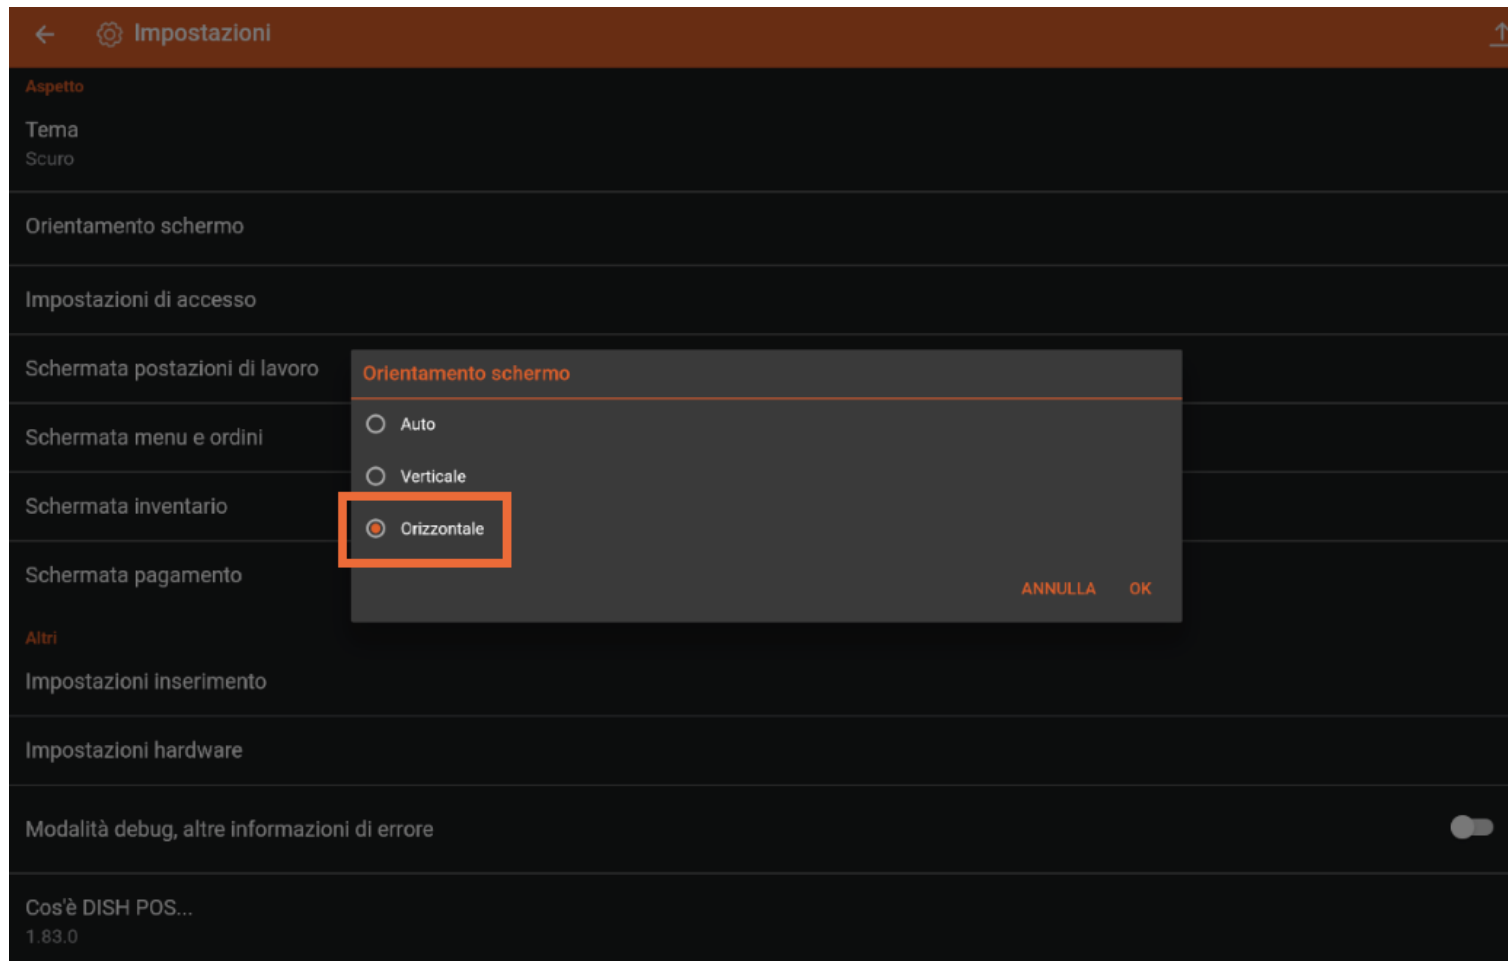 Impostazioni
Aspetto
Tema
Scuro
Orientamento schermo
Impostazioni di accesso
Schermata postazioni di lavoro
Schermata menu e ordini
Schermata inventario
Schermata pagamento
Orientamento schermo
Auto
Verticale
Orizzontale
ANNULLA OK
Altri
Impostazioni inserimento
Impostazioni hardware
Modalità debug, altre informazioni di errore
Cos'è DISH POS...
1.83.0